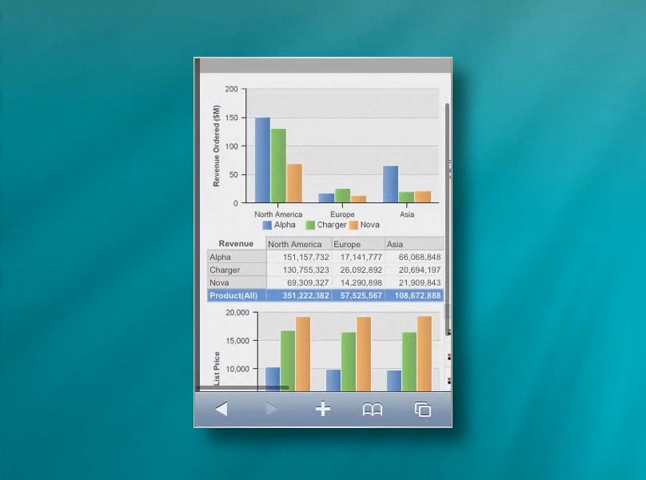 200
150
100
50
0
Revenue Ordered ($M)
North America Europe Asia
Alpha Charger Nova
Revenue North America Europe Asia
Alpha 151,157,732 17,141,777 66,068,848
Charger 130,755,323 26,092,892 20,694,197
Nova 69,309,327 14,290,898 21,909,843
Product(All) 351,222,382 57,525,567 108,672,888
20,000
15,000
10,000
List Price